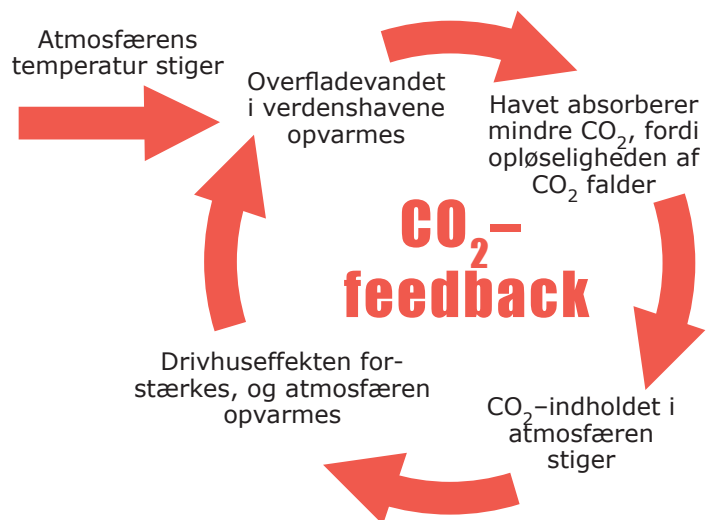 Atmosfærens
temperatur stiger
Overfladevandet
i verdenshavene
opvarmes
Havet absorberer
mindre CO₂, fordi
opløseligheden af
CO₂ falder
CO₂–
feedback
CO₂–indholdet i
atmosfæren
stiger
Drivhuseffekten for-
stærkes, og atmosfæren
opvarmes